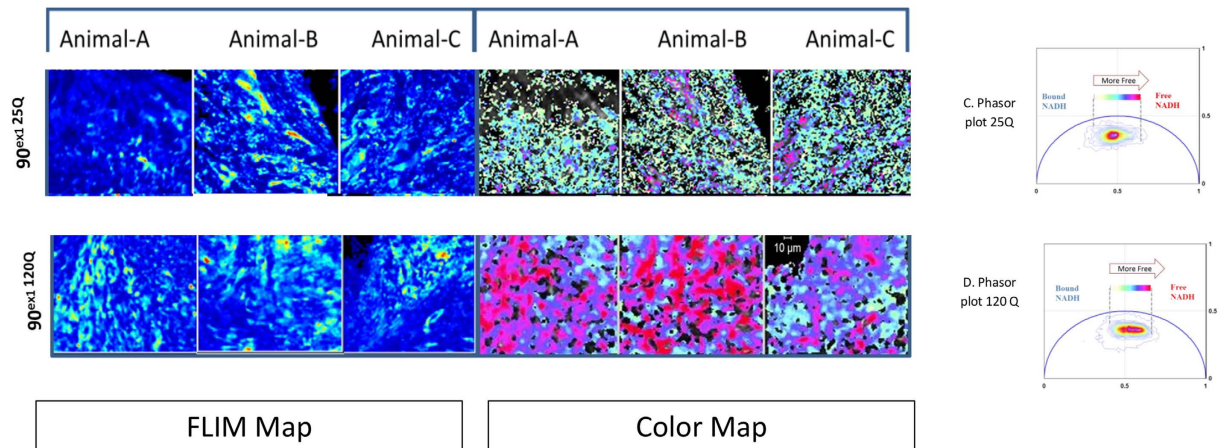 Animal-A Animal-B Animal-C Animal-A Animal-B Animal-C
90ex1 25Q
90ex1 120Q
10 μm
FLIM Map
Color Map
C. Phasor
plot 25Q
1
More Free
Bound
NADH
Free
NADH
0.5
0
0.5
1
0
D. Phasor
plot 120 Q
1
More Free
Bound
NADH
Free
NADH
0.5
0
0.5
1
0